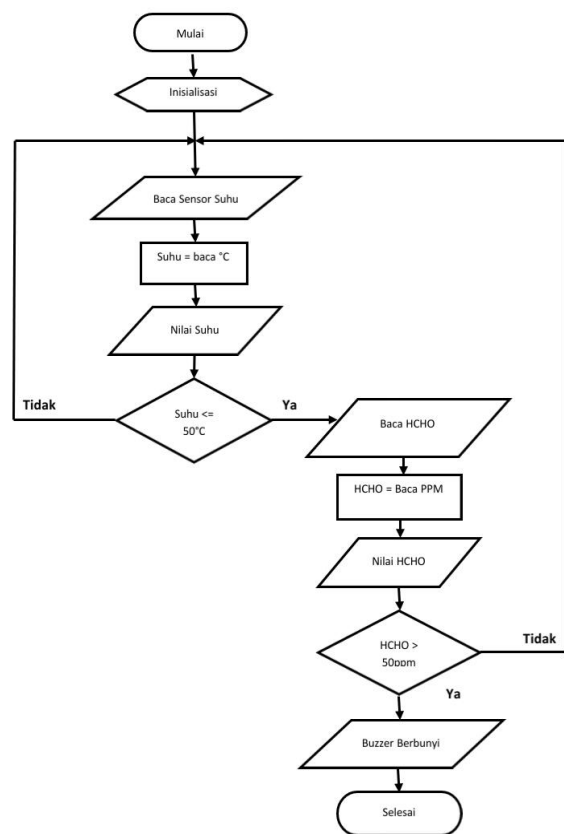 Mulai
Inisialisasi
Baca Sensor Suhu
Suhu = baca °C
Nilai Suhu
Tidak
Suhu <=
50°C
Ya
Baca HCHO
HCHO = Baca PPM
Nilai HCHO
HCHO >
50ppm
Tidak
Ya
Buzzer Berbunyi
Selesai